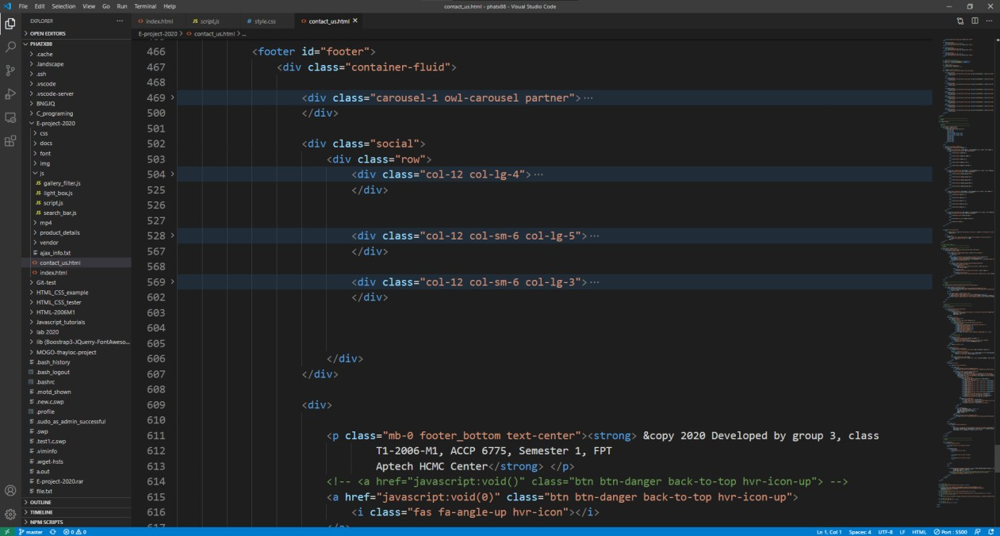 File Edit Selection View Go Run Terminal Help
contact_us.html - phatx88 - Visual Studio Code
EXPLORER
OPEN EDITORS
PHATX88
.cache
.landscape
.ssh
.vscode
.vscode-server
BNGJQ
C_programing
E-project-2020
css
docs
font
img
js
JS gallery_filter.js
JS light_box.js
JS script.js
JS search_bar.js
mp4
product_details
vendor
ajax_info.txt
contact_us.html
index.html
Git-test
HTML_CSS_example
HTML_CSS_tester
HTML-2006M1
Javascript_tutorials
lab 2020
lib (Boostrap3-JQuerry-FontAweso...
MOGO-thayloc-project
.bash_history
.bash_logout
.bashrc
.motd_shown
.new.c.swp
.profile
.sudo_as_admin_successful
.swp
.test1.c.swp
.viminfo
.wget-hsts
a.out
E-project-2020.rar
file.txt
OUTLINE
TIMELINE
NPM SCRIPTS
index.html JS script.js # style.css contact_us.html
E-project-2020 > contact_us.html > ...
466 <footer id="footer">
467 <div class="container-fluid">
468
469 <div class="carousel-1 owl-carousel partner">...
500 </div>
501
502 <div class="social">
503 <div class="row">
504 <div class="col-12 col-lg-4">...
525 </div>
526
527
528 <div class="col-12 col-sm-6 col-lg-5">...
567 </div>
568
569 <div class="col-12 col-sm-6 col-lg-3">...
602 </div>
603
604
605
606 </div>
607 </div>
608
609 <div>
610
611 <p class="mb-0 footer_bottom text-center"><strong> &copy 2020 Developed by group 3, class
612 T1-2006-M1, ACCP 6775, Semester 1, FPT
613 Aptech HCMC Center</strong> </p>
614 <!-- <a href="javascript:void()" class="btn btn-danger back-to-top hvr-icon-up"> -->
615 <a href="javascript:void(0)" class="btn btn-danger back-to-top hvr-icon-up">
616 <i class="fas fa-angle-up hvr-icon"></i>
617 </a>
master 0 0 Ln 1, Col 1 Spaces: 4 UTF-8 LF HTML Port : 5500